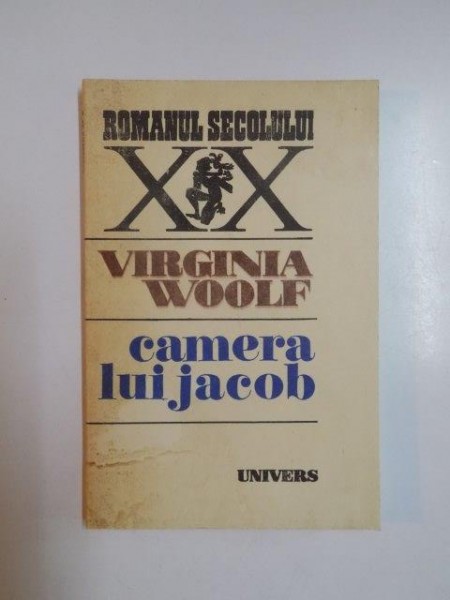 ROMANUL SECOLULUI
XX
VIRGINIA
WOOLF
camera
lui jacob
UNIVERS